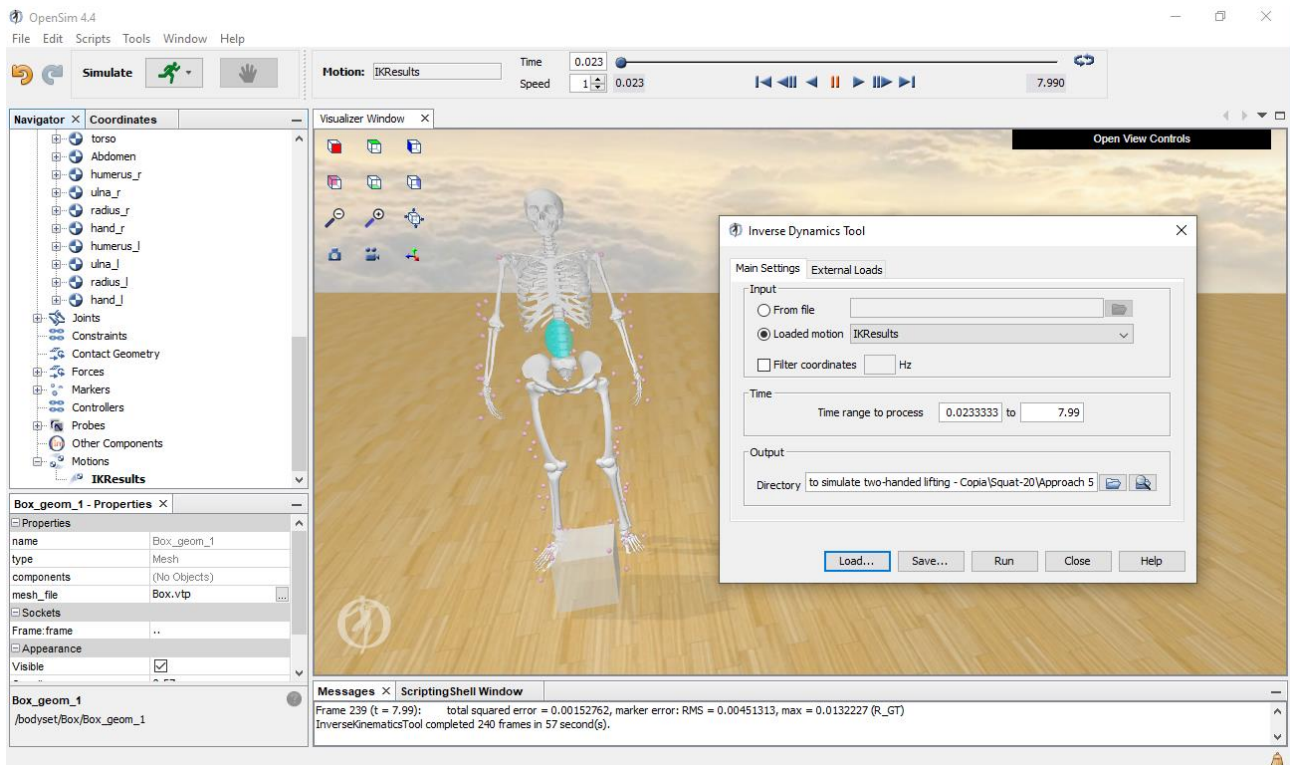 OpenSim 4.4
File Edit Scripts Tools Window Help
Simulate
Motion: IKResults
Time 0.023
Speed 1 0.023 7.990
Navigator Coordinates
torso
Abdomen
humerus_r
ulna_r
radius_r
hand_r
humerus_l
ulna_l
radius_l
hand_l
Joints
Constraints
Contact Geometry
Forces
Markers
Controllers
Probes
Other Components
Motions
IKResults
Box_geom_1 - Properties
Properties
name Box_geom_1
type Mesh
components (No Objects)
mesh_file Box.vtp ...
Sockets
Frame:frame ..
Appearance
Visible
Box_geom_1
/bodyset/Box/Box_geom_1
Visualizer Window
Open View Controls
Inverse Dynamics Tool
Main Settings External Loads
Input
From file
Loaded motion IKResults
Filter coordinates Hz
Time
Time range to process 0.0233333 to 7.99
Output
Directory to simulate two-handed lifting - Copia\Squat-20\Approach 5
Load... Save... Run Close Help
Messages Scripting Shell Window
Frame 239 (t = 7.99): total squared error = 0.00152762, marker error: RMS = 0.00451313, max = 0.0132227 (R_GT)
InverseKinematicsTool completed 240 frames in 57 second(s).